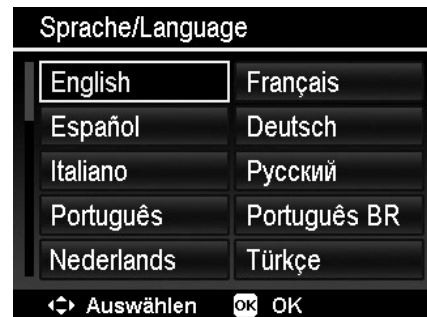 Sprache/Language
English Français
Español Deutsch
Italiano Русский
Português Português BR
Nederlands Türkçe
Auswählen OK OK